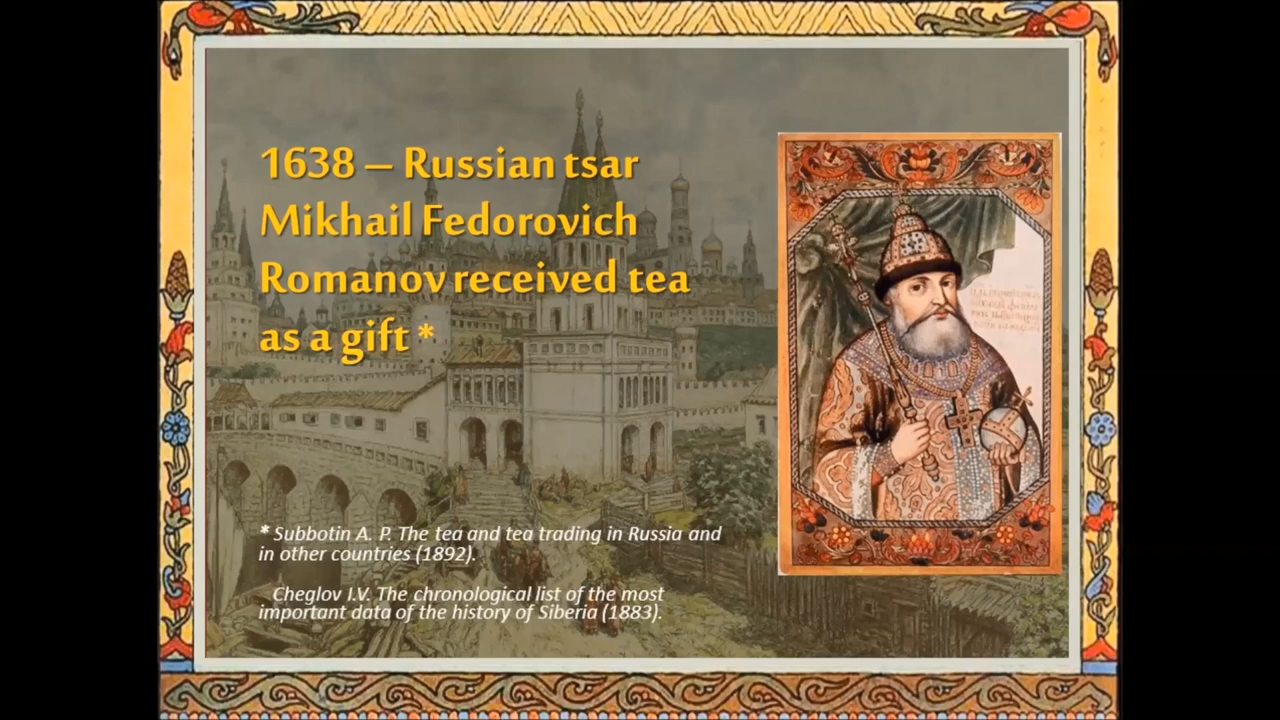 1638 – Russian tsar
Mikhail Fedorovich
Romanov received tea
as a gift *
* Subbotin A. P. The tea and tea trading in Russia and
in other countries (1892).
Cheglov I.V. The chronological list of the most
important data of the history of Siberia (1883).